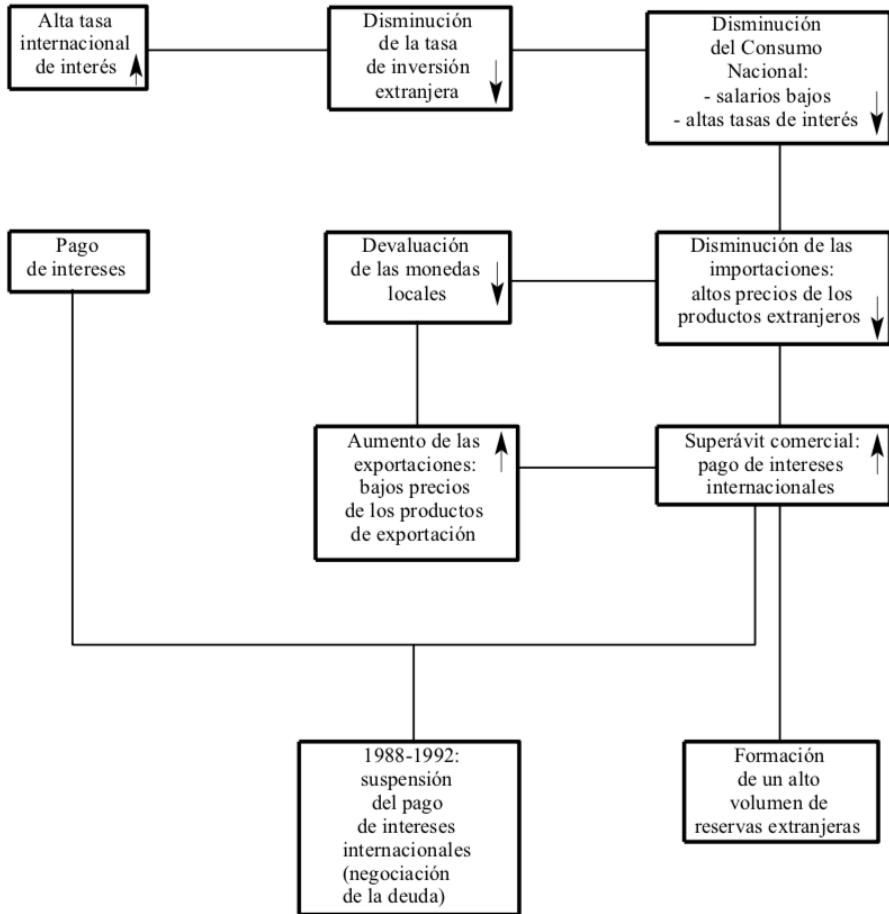 Alta tasa
internacional
de interés
Disminución
de la tasa
de inversión
extranjera
Disminución
del Consumo
Nacional:
- salarios bajos
- altas tasas de interés
Pago
de intereses
Devaluación
de las monedas
locales
Disminución de las
importaciones:
altos precios de los
productos extranjeros
Aumento de las
exportaciones:
bajos precios
de los productos
de exportación
Superávit comercial:
pago de intereses
internacionales
1988-1992:
suspensión
del pago
de intereses
internacionales
(negociación
de la deuda)
Formación
de un alto
volumen de
reservas extranjeras